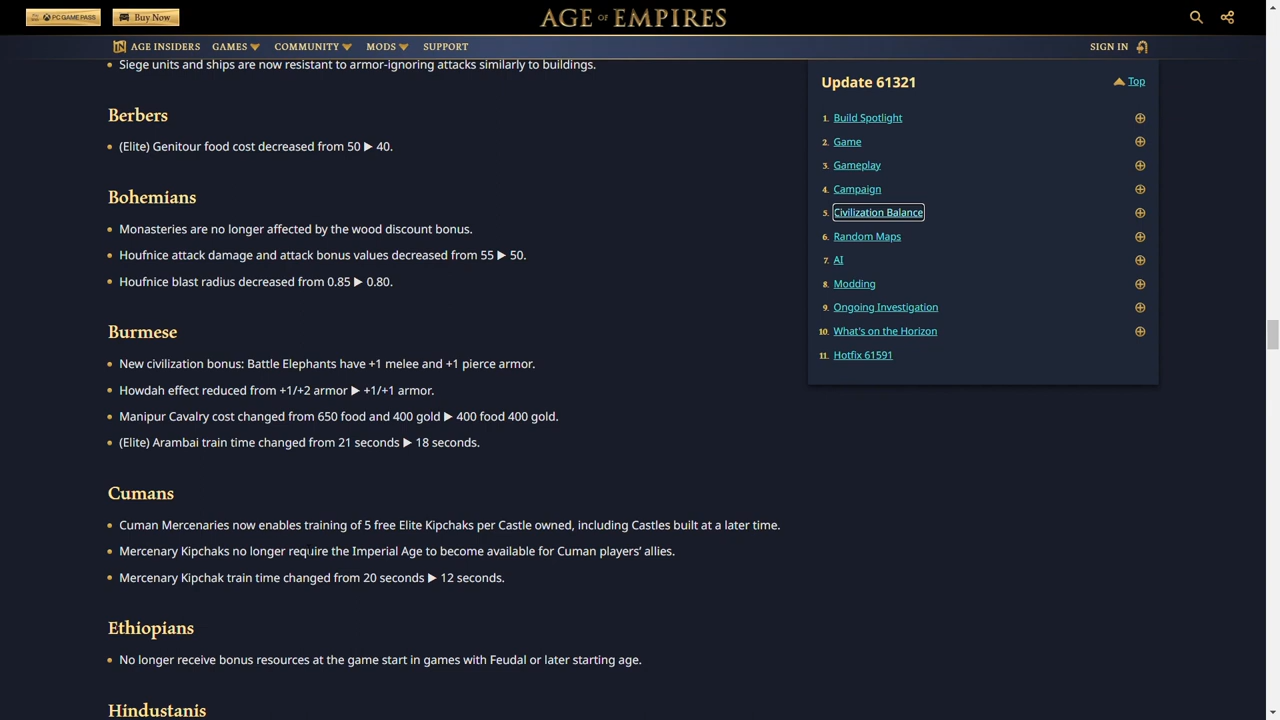 PC GAME PASS
Buy Now
AGE OF EMPIRES
AGE INSIDERS GAMES COMMUNITY MODS SUPPORT SIGN IN
Siege units and ships are now resistant to armor-ignoring attacks similarly to buildings.
Berbers
(Elite) Genitour food cost decreased from 50 ► 40.
Bohemians
Monasteries are no longer affected by the wood discount bonus.
Houfnice attack damage and attack bonus values decreased from 55 ► 50.
Houfnice blast radius decreased from 0.85 ► 0.80.
Burmese
New civilization bonus: Battle Elephants have +1 melee and +1 pierce armor.
Howdah effect reduced from +1/+2 armor ► +1/+1 armor.
Manipur Cavalry cost changed from 650 food and 400 gold ► 400 food 400 gold.
(Elite) Arambai train time changed from 21 seconds ► 18 seconds.
Cumans
Cuman Mercenaries now enables training of 5 free Elite Kipchaks per Castle owned, including Castles built at a later time.
Mercenary Kipchaks no longer require the Imperial Age to become available for Cuman players’ allies.
Mercenary Kipchak train time changed from 20 seconds ► 12 seconds.
Ethiopians
No longer receive bonus resources at the game start in games with Feudal or later starting age.
Hindustanis
Update 61321 Top
1. Build Spotlight
2. Game
3. Gameplay
4. Campaign
5. Civilization Balance
6. Random Maps
7. AI
8. Modding
9. Ongoing Investigation
10. What's on the Horizon
11. Hotfix 61591